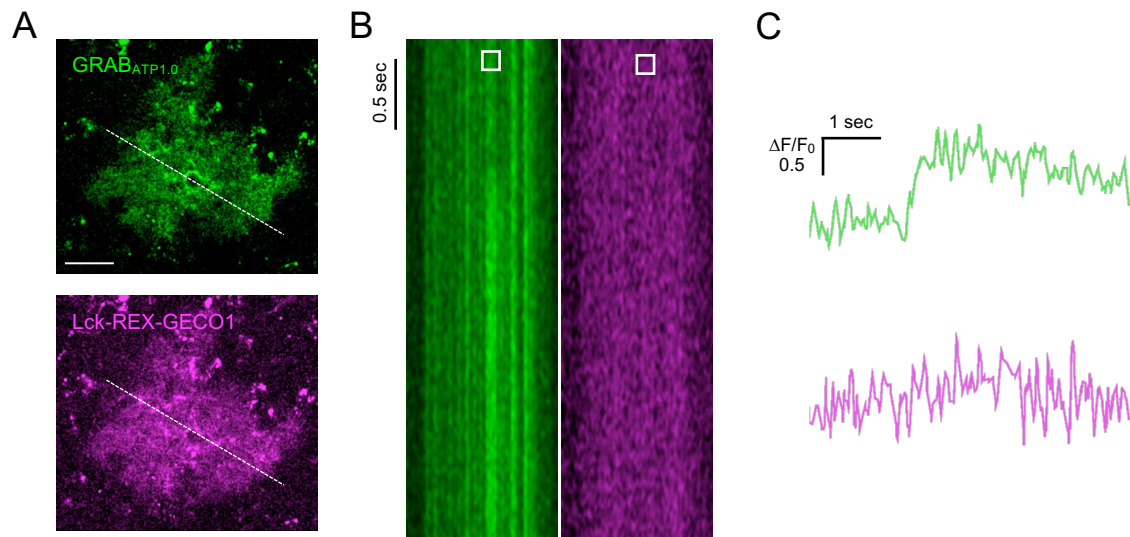 A
B
C
GRABATP1.0
Lck-REX-GECO1
0.5 sec
1 sec
ΔF/F0
0.5